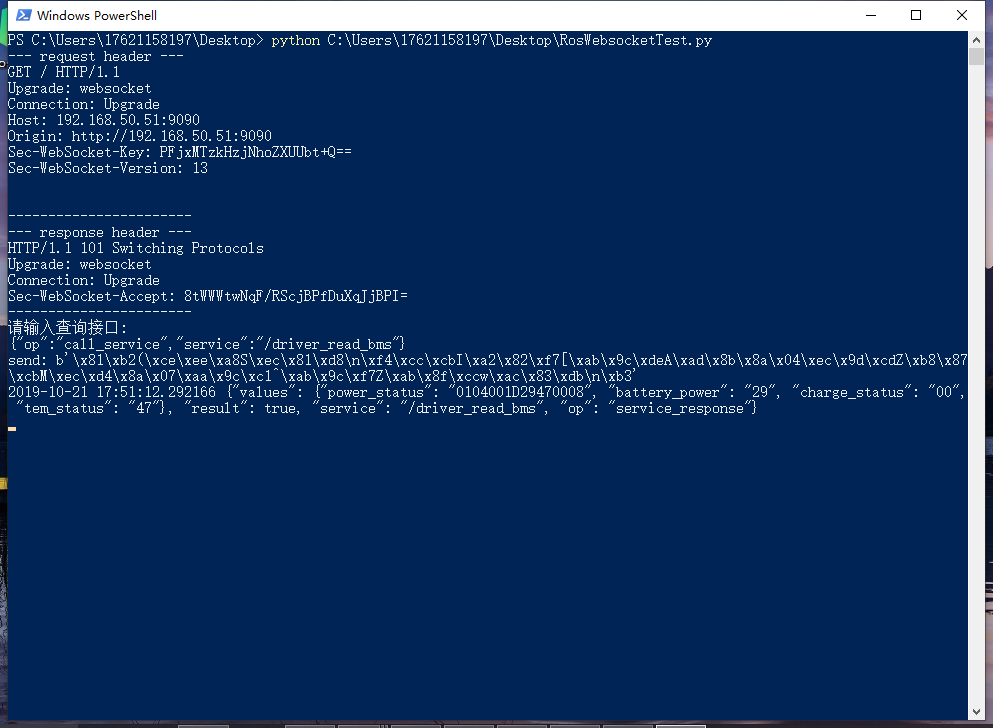 Windows PowerShell
PS C:\Users\17621158197\Desktop> python C:\Users\17621158197\Desktop\RosWebsocketTest.py
--- request header ---
GET / HTTP/1.1
Upgrade: websocket
Connection: Upgrade
Host: 192.168.50.51:9090
Origin: http://192.168.50.51:9090
Sec-WebSocket-Key: PFjxMTzkHzjNhoZXUUbt+Q==
Sec-WebSocket-Version: 13
-----------------------
--- response header ---
HTTP/1.1 101 Switching Protocols
Upgrade: websocket
Connection: Upgrade
Sec-WebSocket-Accept: 8tWWWtwNqF/RScjBPfDuXqJjBPI=
-----------------------
请输入查询接口:
{"op":"call_service","service":"/driver_read_bms"}
send: b'\x81\xb2(\xce\xee\xa8S\xec\x81\xd8\n\xf4\xcc\xcbI\xa2\x82\xf7[\xab\x9c\xdeA\xad\x8b\x8a\x04\xec\x9d\xcdZ\xb8\x87
\xcbM\xec\xd4\x8a\x07\xaa\x9c\xc1^\xab\x9c\xf7Z\xab\x8f\xccw\xac\x83\xdb\n\xb3'
2019-10-21 17:51:12.292166 {"values": {"power_status": "0104001D29470008", "battery_power": "29", "charge_status": "00",
"tem_status": "47"}, "result": true, "service": "/driver_read_bms", "op": "service_response"}